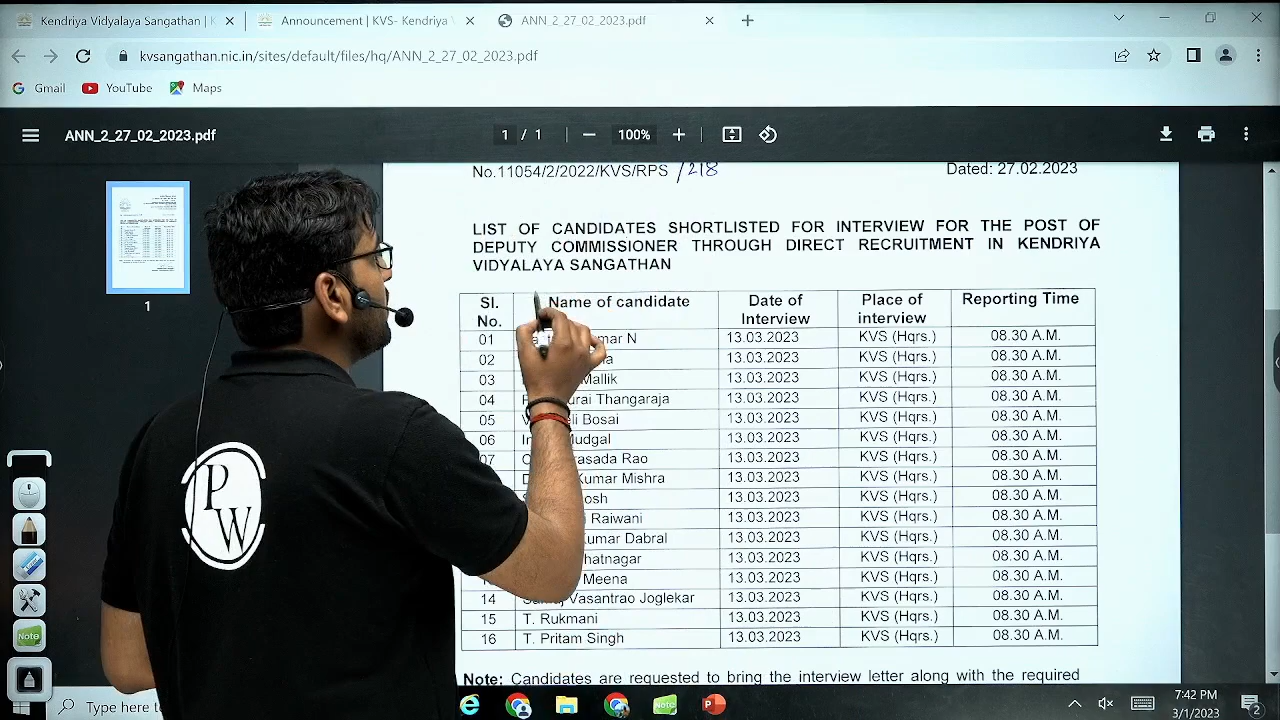 Kendriya Vidyalaya Sangathan |
Announcement | KVS- Kendriya
ANN_2_27_02_2023.pdf
kvsangathan.nic.in/sites/default/files/hq/ANN_2_27_02_2023.pdf
Gmail YouTube Maps
ANN_2_27_02_2023.pdf
1 / 1
100%
1
No.11054/2/2022/KVS/RPS /218 Dated: 27.02.2023
LIST OF CANDIDATES SHORTLISTED FOR INTERVIEW FOR THE POST OF
DEPUTY COMMISSIONER THROUGH DIRECT RECRUITMENT IN KENDRIYA
VIDYALAYA SANGATHAN
Sl. No. Name of candidate Date of Interview Place of interview Reporting Time
01 N 13.03.2023 KVS (Hqrs.) 08.30 A.M.
02 13.03.2023 KVS (Hqrs.) 08.30 A.M.
03 Mallik 13.03.2023 KVS (Hqrs.) 08.30 A.M.
04 Thangaraja 13.03.2023 KVS (Hqrs.) 08.30 A.M.
05 Bosai 13.03.2023 KVS (Hqrs.) 08.30 A.M.
06 Mudgal 13.03.2023 KVS (Hqrs.) 08.30 A.M.
07 Rao 13.03.2023 KVS (Hqrs.) 08.30 A.M.
Kumar Mishra 13.03.2023 KVS (Hqrs.) 08.30 A.M.
13.03.2023 KVS (Hqrs.) 08.30 A.M.
Raiwani 13.03.2023 KVS (Hqrs.) 08.30 A.M.
Dabral 13.03.2023 KVS (Hqrs.) 08.30 A.M.
13.03.2023 KVS (Hqrs.) 08.30 A.M.
Meena 13.03.2023 KVS (Hqrs.) 08.30 A.M.
14 Vasantrao Joglekar 13.03.2023 KVS (Hqrs.) 08.30 A.M.
15 T. Rukmani 13.03.2023 KVS (Hqrs.) 08.30 A.M.
16 T. Pritam Singh 13.03.2023 KVS (Hqrs.) 08.30 A.M.
Note: Candidates are requested to bring the interview letter along with the required
P
W
Note
Type here
Note
7:42 PM
3/1/2023
2